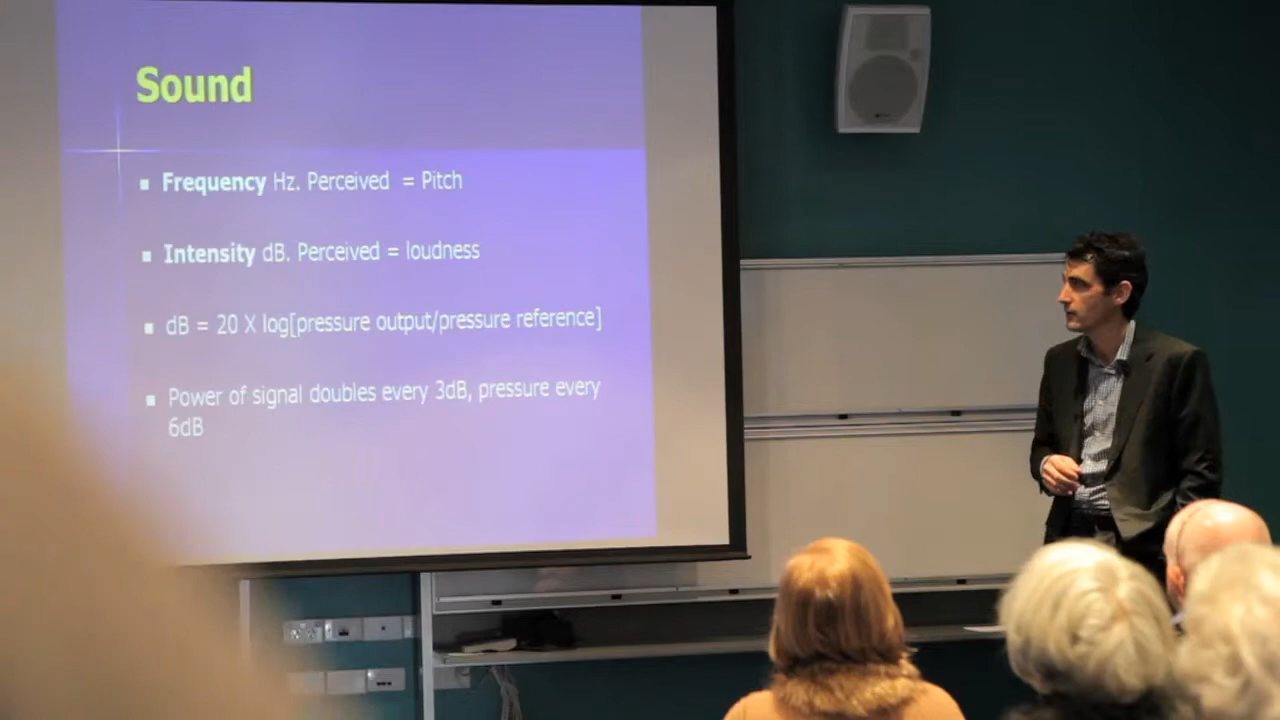 Sound
Frequency Hz. Perceived = Pitch
Intensity dB. Perceived = loudness
dB = 20 X log[pressure output/pressure reference]
Power of signal doubles every 3dB, pressure every
6dB